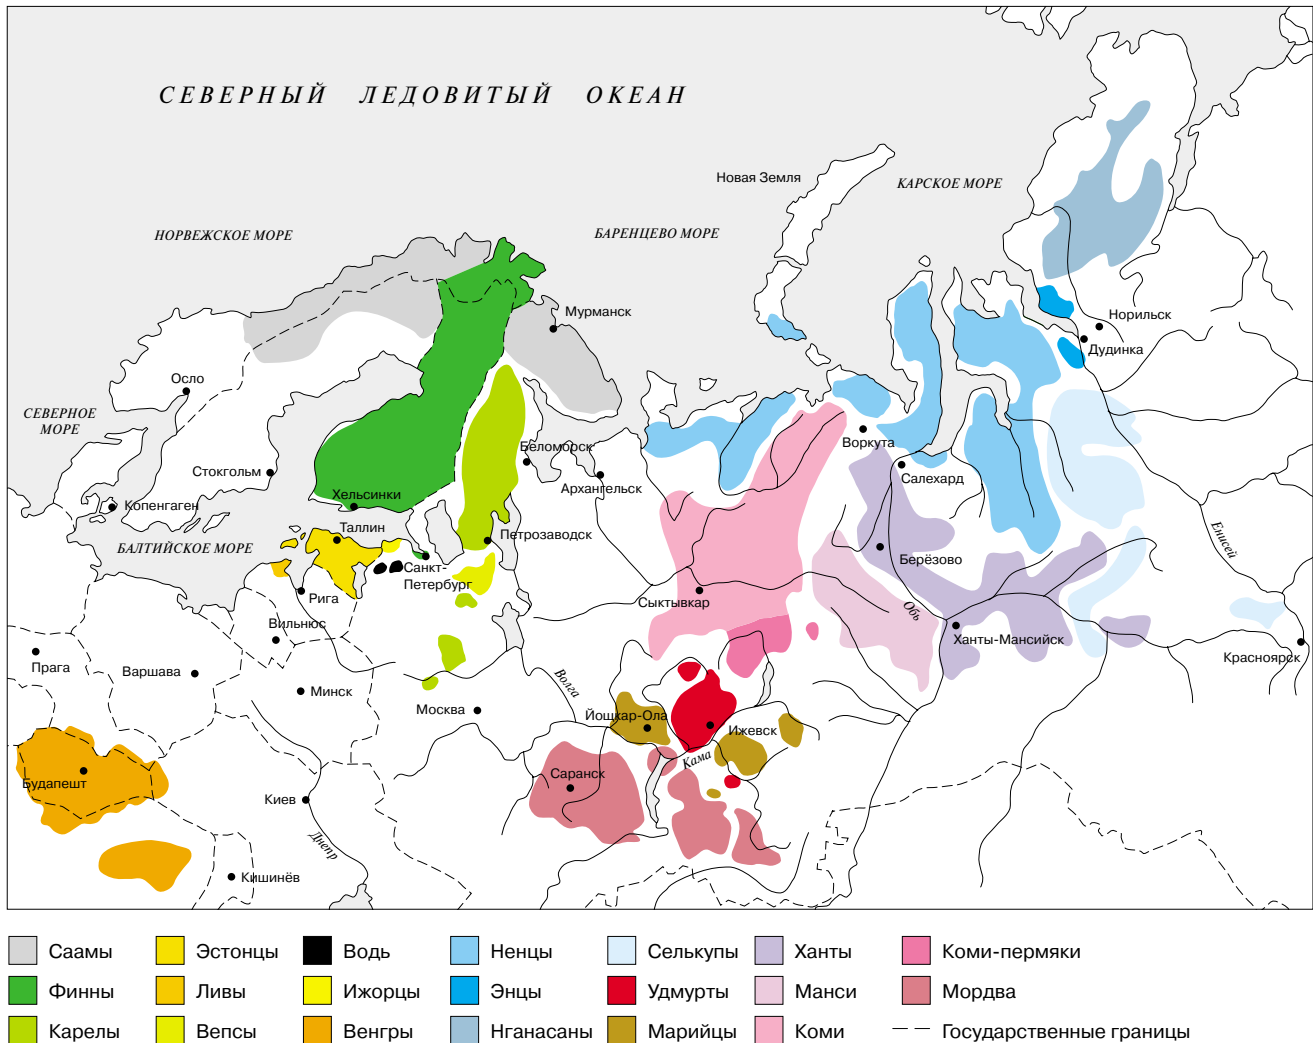 СЕВЕРНЫЙ ЛЕДОВИТЫЙ ОКЕАН
Новая Земля
КАРСКОЕ МОРЕ
НОРВЕЖСКОЕ МОРЕ
БАРЕНЦЕВО МОРЕ
Мурманск
Норильск
Дудинка
Осло
СЕВЕРНОЕ
МОРЕ
Воркута
Беломорск
Стокгольм
Салехард
Архангельск
Хельсинки
Копенгаген
Таллин
Петрозаводск
Енисей
БАЛТИЙСКОЕ МОРЕ
Берёзово
Санкт-
Петербург
Рига
Сыктывкар
Обь
Вильнюс
Ханты-Мансийск
Красноярск
Прага
Варшава
Минск
Волга
Москва
Йошкар-Ола
Ижевск
Кама
Саранск
Будапешт
Киев
Днепр
Кишинёв
Саамы
Эстонцы
Водь
Ненцы
Селькупы
Ханты
Коми-пермяки
Финны
Ливы
Ижорцы
Энцы
Удмурты
Манси
Мордва
Карелы
Вепсы
Венгры
Нганасаны
Марийцы
Коми
Государственные границы